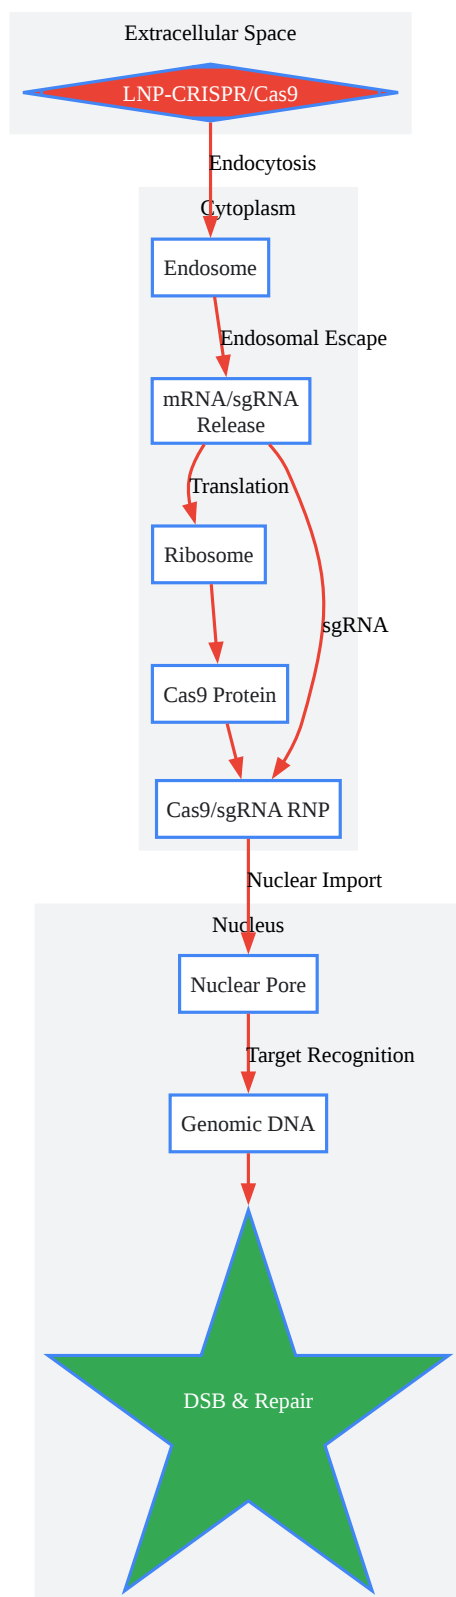 Extracellular Space
LNP-CRISPR/Cas9
Endocytosis
Cytoplasm
Endosome
Endosomal Escape
mRNA/sgRNA
Release
Translation
Ribosome
sgRNA
Cas9 Protein
Cas9/sgRNA RNP
Nuclear Import
Nucleus
Nuclear Pore
Target Recognition
Genomic DNA
DSB & Repair